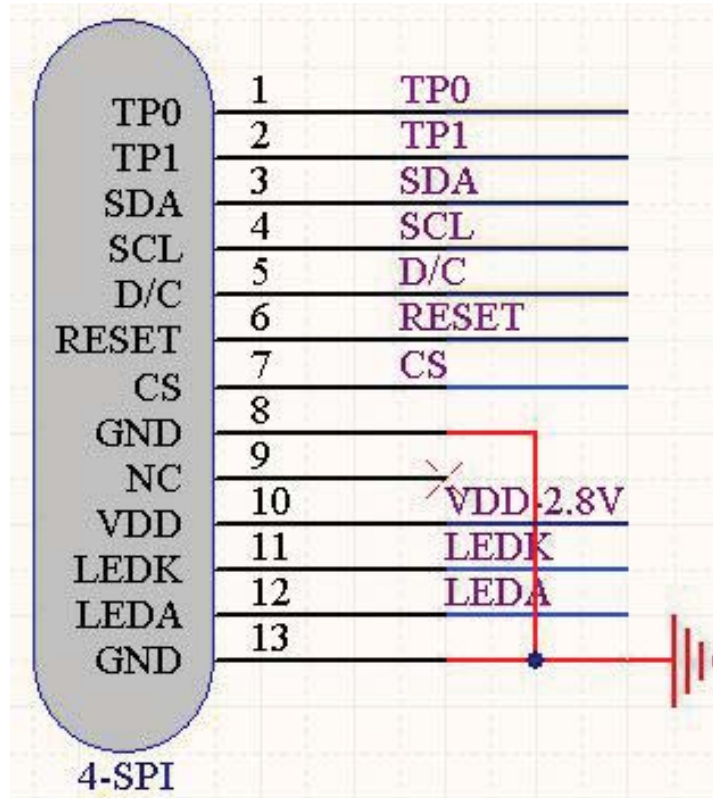 TP0 1 TP0
TP1 2 TP1
SDA 3 SDA
SCL 4 SCL
D/C 5 D/C
RESET 6 RESET
CS 7 CS
GND 8
NC 9
VDD 10 VDD-2.8V
LEDK 11 LEDK
LEDA 12 LEDA
GND 13
4-SPI